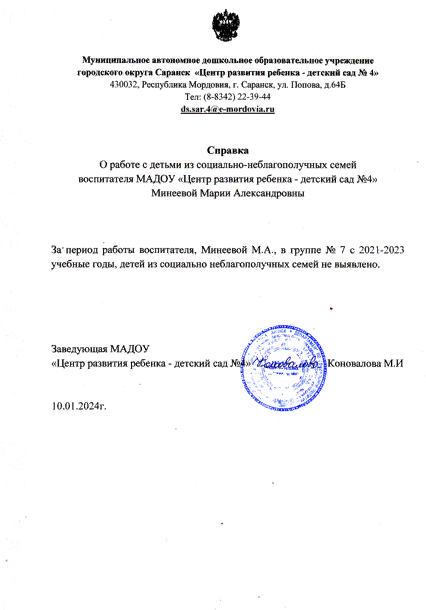 Муниципальное автономное дошкольное образовательное учреждение
городского округа Саранск «Центр развития ребенка - детский сад № 4»
430032, Республика Мордовия, г. Саранск, ул. Попова, д.64Б
Тел: (8-8342) 22-39-44
ds.sar.4@e-mordovia.ru
Справка
О работе с детьми из социально-неблагополучных семей
воспитателя МАДОУ «Центр развития ребенка - детский сад №4»
Минеевой Марии Александровны
За период работы воспитателя, Минеевой М.А., в группе № 7 с 2021-2023
учебные годы, детей из социально неблагополучных семей не выявлено.
Заведующая МАДОУ
«Центр развития ребенка - детский сад №4» Коновалова М.И
10.01.2024г.